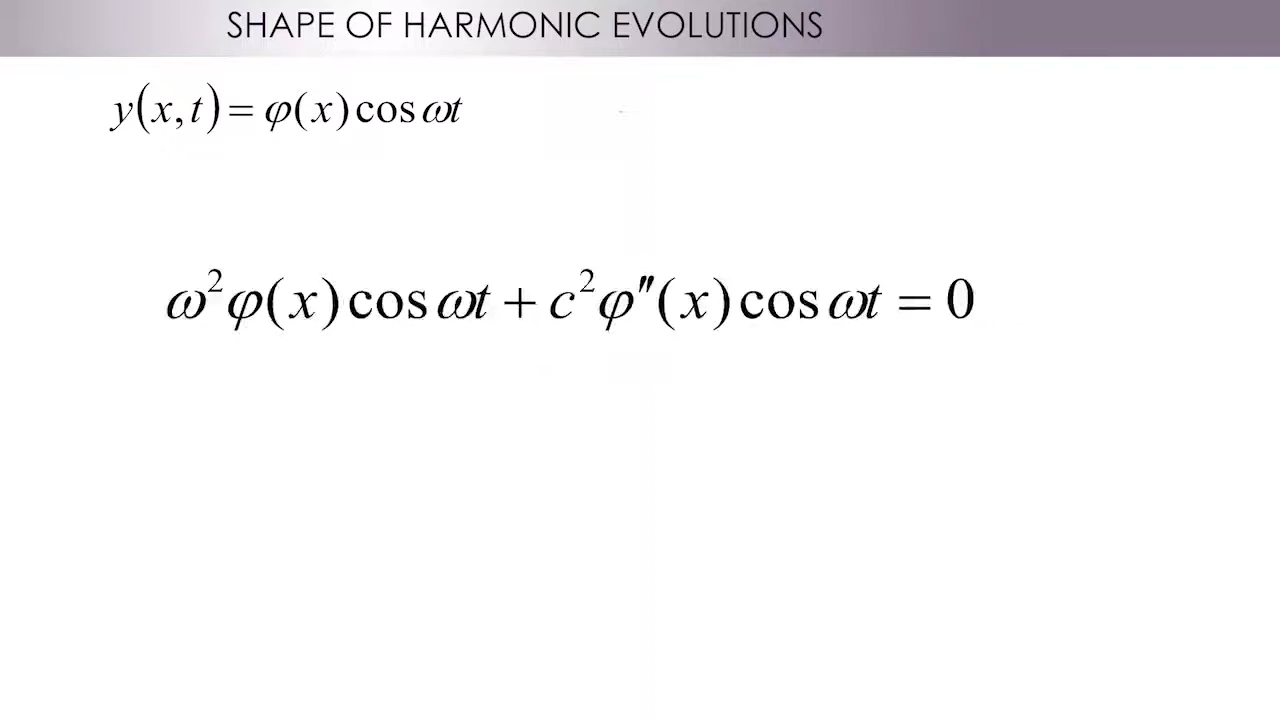 SHAPE OF HARMONIC EVOLUTIONS
y(x,t)=φ(x)cos ωt
ω²φ(x)cos ωt + c²φ″(x)cos ωt = 0